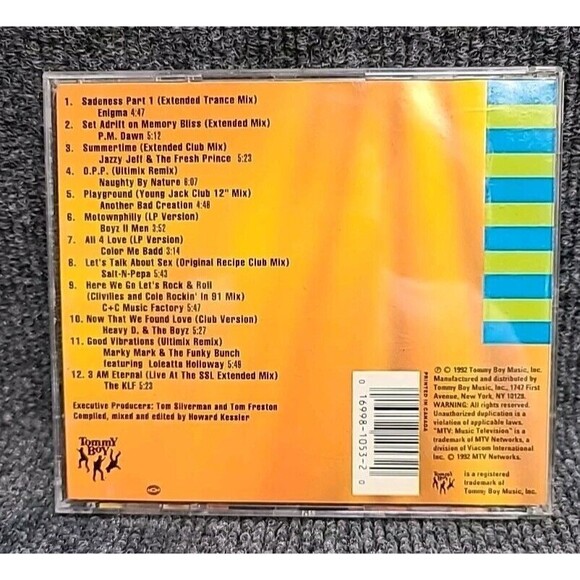 1. Sadeness Part 1 (Extended Trance Mix)
Enigma 4:47
2. Set Adrift on Memory Bliss (Extended Mix)
P.M. Dawn 5:12
3. Summertime (Extended Club Mix)
Jazzy Jeff & The Fresh Prince 5:23
4. O.P.P. (Ultimix Remix)
Naughty By Nature 6:07
5. Playground (Young Jack Club 12" Mix)
Another Bad Creation 4:46
6. Motownphilly (LP Version)
Boyz II Men 3:52
7. All 4 Love (LP Version)
Color Me Badd 3:14
8. Let's Talk About Sex (Original Recipe Club Mix)
Salt-N-Pepa 5:43
9. Here We Go Let's Rock & Roll
(Clivilles and Cole Rockin' In 91 Mix)
C+C Music Factory 5:47
10. Now That We Found Love (Club Version)
Heavy D. & The Boyz 5:27
11. Good Vibrations (Ultimix Remix)
Marky Mark & The Funky Bunch
featuring Loleatta Holloway 5:49
12. 3 AM Eternal (Live At The SSL Extended Mix)
The KLF 5:23
Executive Producers: Tom Silverman and Tom Freston
Compiled, mixed and edited by Howard Kessler
Tommy
Boy
0 16998-1053-2 0
PRINTED IN CANADA
℗ © 1992 Tommy Boy Music, Inc.
Manufactured and distributed by
Tommy Boy Music, Inc., 1747 First
Avenue, New York, NY 10128.
WARNING: All rights reserved.
Unauthorized duplication is a
violation of applicable laws.
"MTV: Music Television" is a
trademark of MTV Networks, a
division of Viacom International
Inc. © 1992 MTV Networks.
Tommy
Boy
is a registered
trademark of
Tommy Boy Music, Inc.